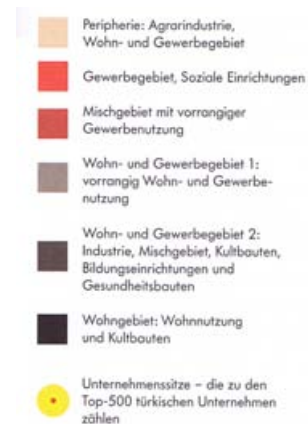 Peripherie: Agrarindustrie,
Wohn- und Gewerbegebiet
Gewerbegebiet, Soziale Einrichtungen
Mischgebiet mit vorrangiger
Gewerbenutzung
Wohn- und Gewerbegebiet 1:
vorrangig Wohn- und Gewerbe-
nutzung
Wohn- und Gewerbegebiet 2:
Industrie, Mischgebiet, Kultbauten,
Bildungseinrichtungen und
Gesundheitsbauten
Wohngebiet: Wohnnutzung
und Kultbauten
Unternehmenssitze – die zu den
Top-500 türkischen Unternehmen
zählen